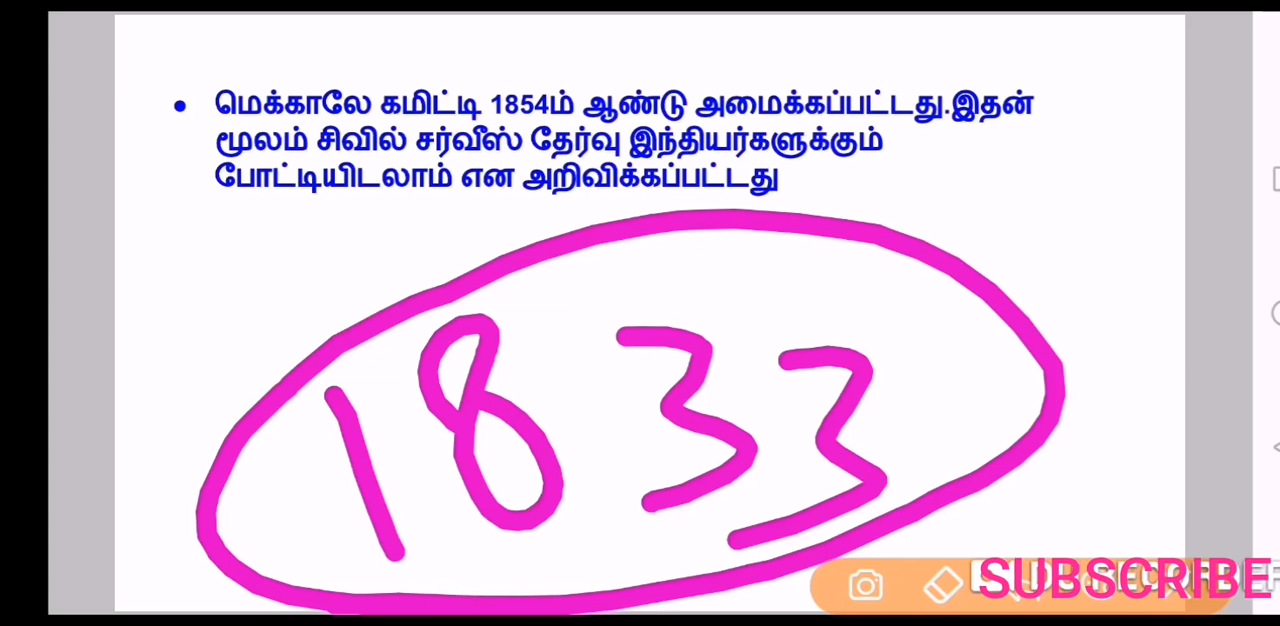 • மெக்காலே கமிட்டி 1854ம் ஆண்டு அமைக்கப்பட்டது.இதன்
மூலம் சிவில் சர்வீஸ் தேர்வு இந்தியர்களுக்கும்
போட்டியிடலாம் என அறிவிக்கப்பட்டது
1833
SUBSCRIBE